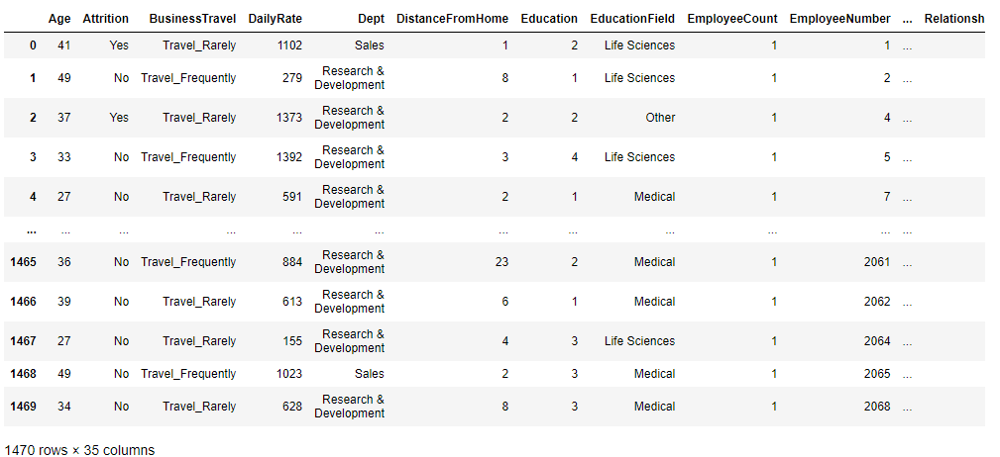 Age Attrition BusinessTravel DailyRate Dept DistanceFromHome Education EducationField EmployeeCount EmployeeNumber ... Relationsh
0 41 Yes Travel_Rarely 1102 Sales 1 2 Life Sciences 1 1 ...
1 49 No Travel_Frequently 279 Research & Development 8 1 Life Sciences 1 2 ...
2 37 Yes Travel_Rarely 1373 Research & Development 2 2 Other 1 4 ...
3 33 No Travel_Frequently 1392 Research & Development 3 4 Life Sciences 1 5 ...
4 27 No Travel_Rarely 591 Research & Development 2 1 Medical 1 7 ...
... ... ... ... ... ... ... ... ... ... ... ...
1465 36 No Travel_Frequently 884 Research & Development 23 2 Medical 1 2061 ...
1466 39 No Travel_Rarely 613 Research & Development 6 1 Medical 1 2062 ...
1467 27 No Travel_Rarely 155 Research & Development 4 3 Life Sciences 1 2064 ...
1468 49 No Travel_Frequently 1023 Sales 2 3 Medical 1 2065 ...
1469 34 No Travel_Rarely 628 Research & Development 8 3 Medical 1 2068 ...
1470 rows × 35 columns